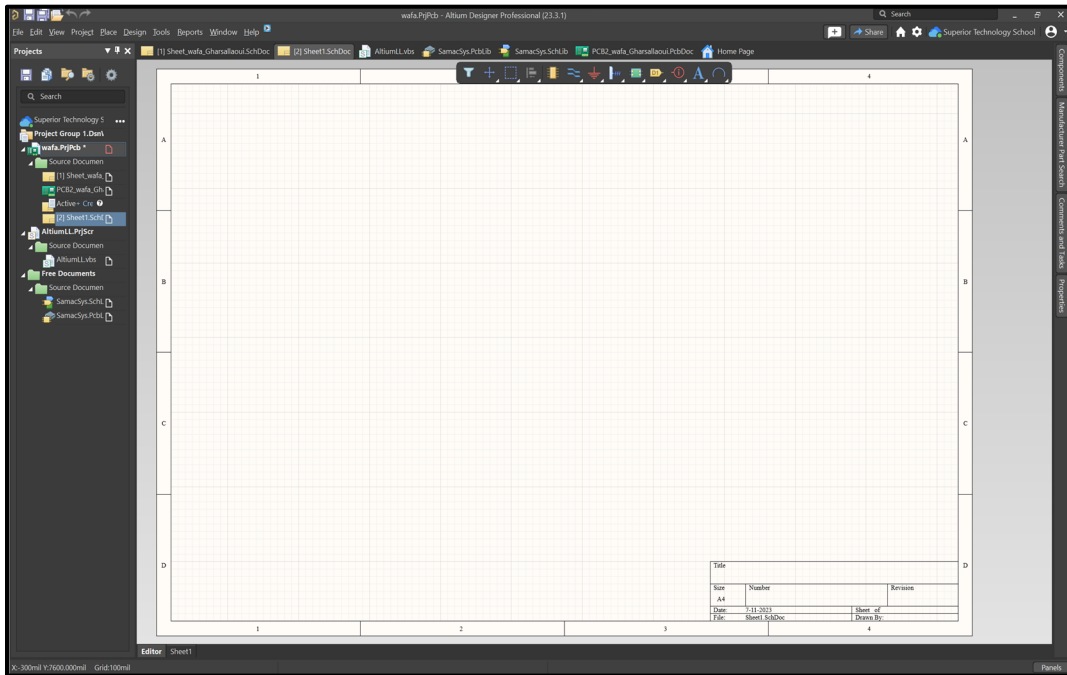 wafa.PrjPcb - Altium Designer Professional (23.3.1)
Search
File Edit View Project Place Design Tools Reports Window Help
Share
Superior Technology School
Projects
[1] Sheet_wafa_Gharsallaoui.SchDoc
[2] Sheet1.SchDoc
AltiumLL.vbs
SamacSys.PcbLib
SamacSys.SchLib
PCB2_wafa_Gharsallaoui.PcbDoc
Home Page
Search
Superior Technology S
Project Group 1.Dsn\
wafa.PrjPcb *
Source Documen
[1] Sheet_wafa_
PCB2_wafa_Gh
Active- Cre
[2] Sheet1.Schl
AltiumLL.PrjScr
Source Documen
AltiumLL.vbs
Free Documents
Source Documen
SamacSys.SchL
SamacSys.PcbL
1
4
A
A
B
B
C
C
D
D
Title
Size Number Revision
A4
Date: 7-11-2023 Sheet of
File: Sheet1.SchDoc Drawn By:
1 2 3 4
Components
Manufacturer Part Search
Comments and Tasks
Properties
Editor Sheet1
X:-300mil Y:7600.000mil Grid:100mil
Panels